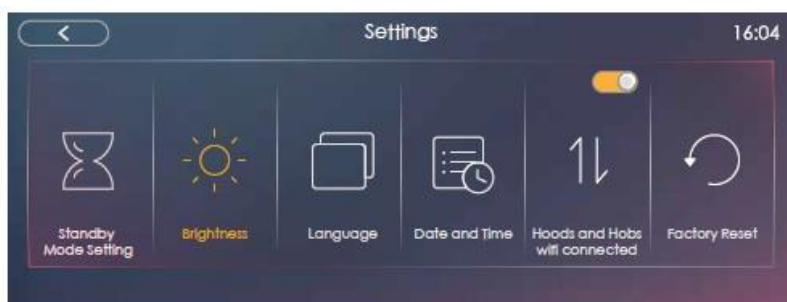 Settings
16:04
Standby
Mode Setting
Brightness
Language
Date and Time
Hoods and Hobs
wifi connected
Factory Reset